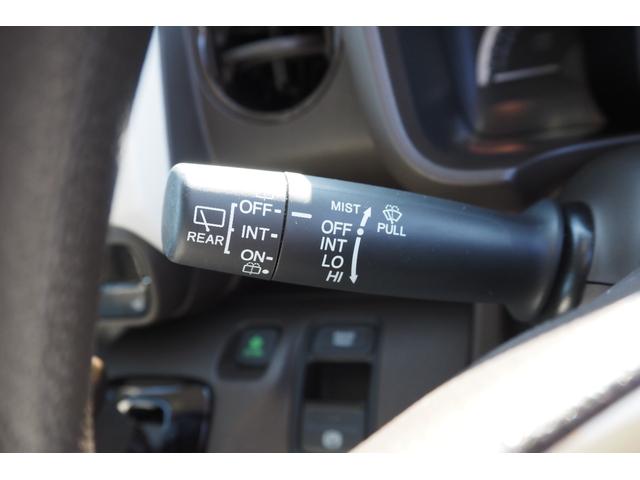 REAR
OFF
INT
ON
MIST
OFF
INT
LO
HI
PULL